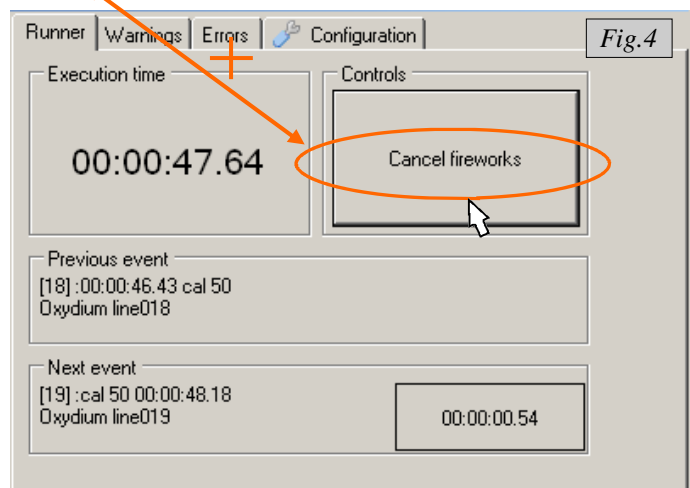 Runner Warnings Errors Configuration
Fig.4
Execution time
00:00:47.64
Controls
Cancel fireworks
Previous event
[18] :00:00:46.43 cal 50
Oxydium line018
Next event
[19] :cal 50 00:00:48.18
Oxydium line019
00:00:00.54